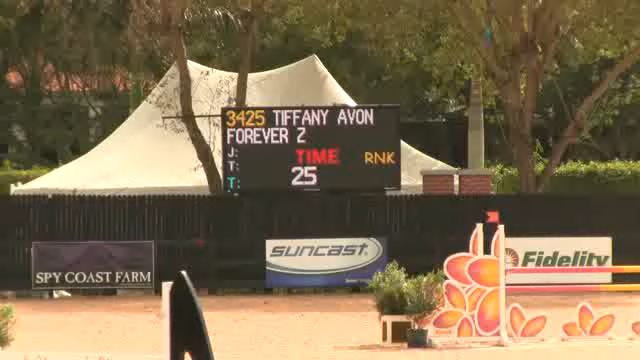 3425 TIFFANY AVON
FOREVER Z
J:
T: TIME RNK
T: 25
SPY COAST FARM
SUNCAST
Fidelity